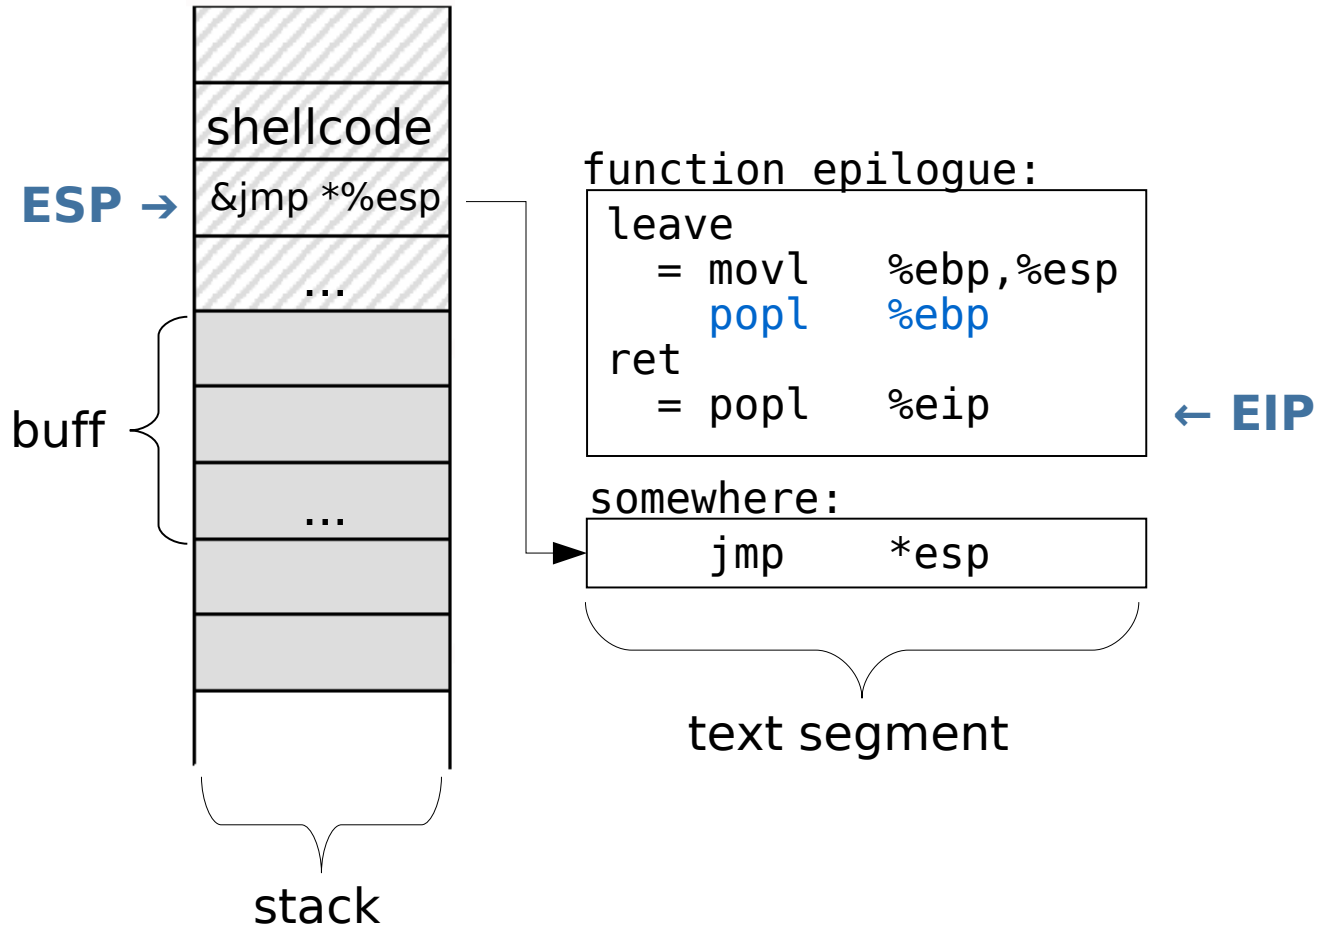 shellcode
ESP → &jmp *%esp
...
buff
...
stack
function epilogue:
leave
= movl %ebp,%esp
popl %ebp
ret
= popl %eip
← EIP
somewhere:
jmp *esp
text segment